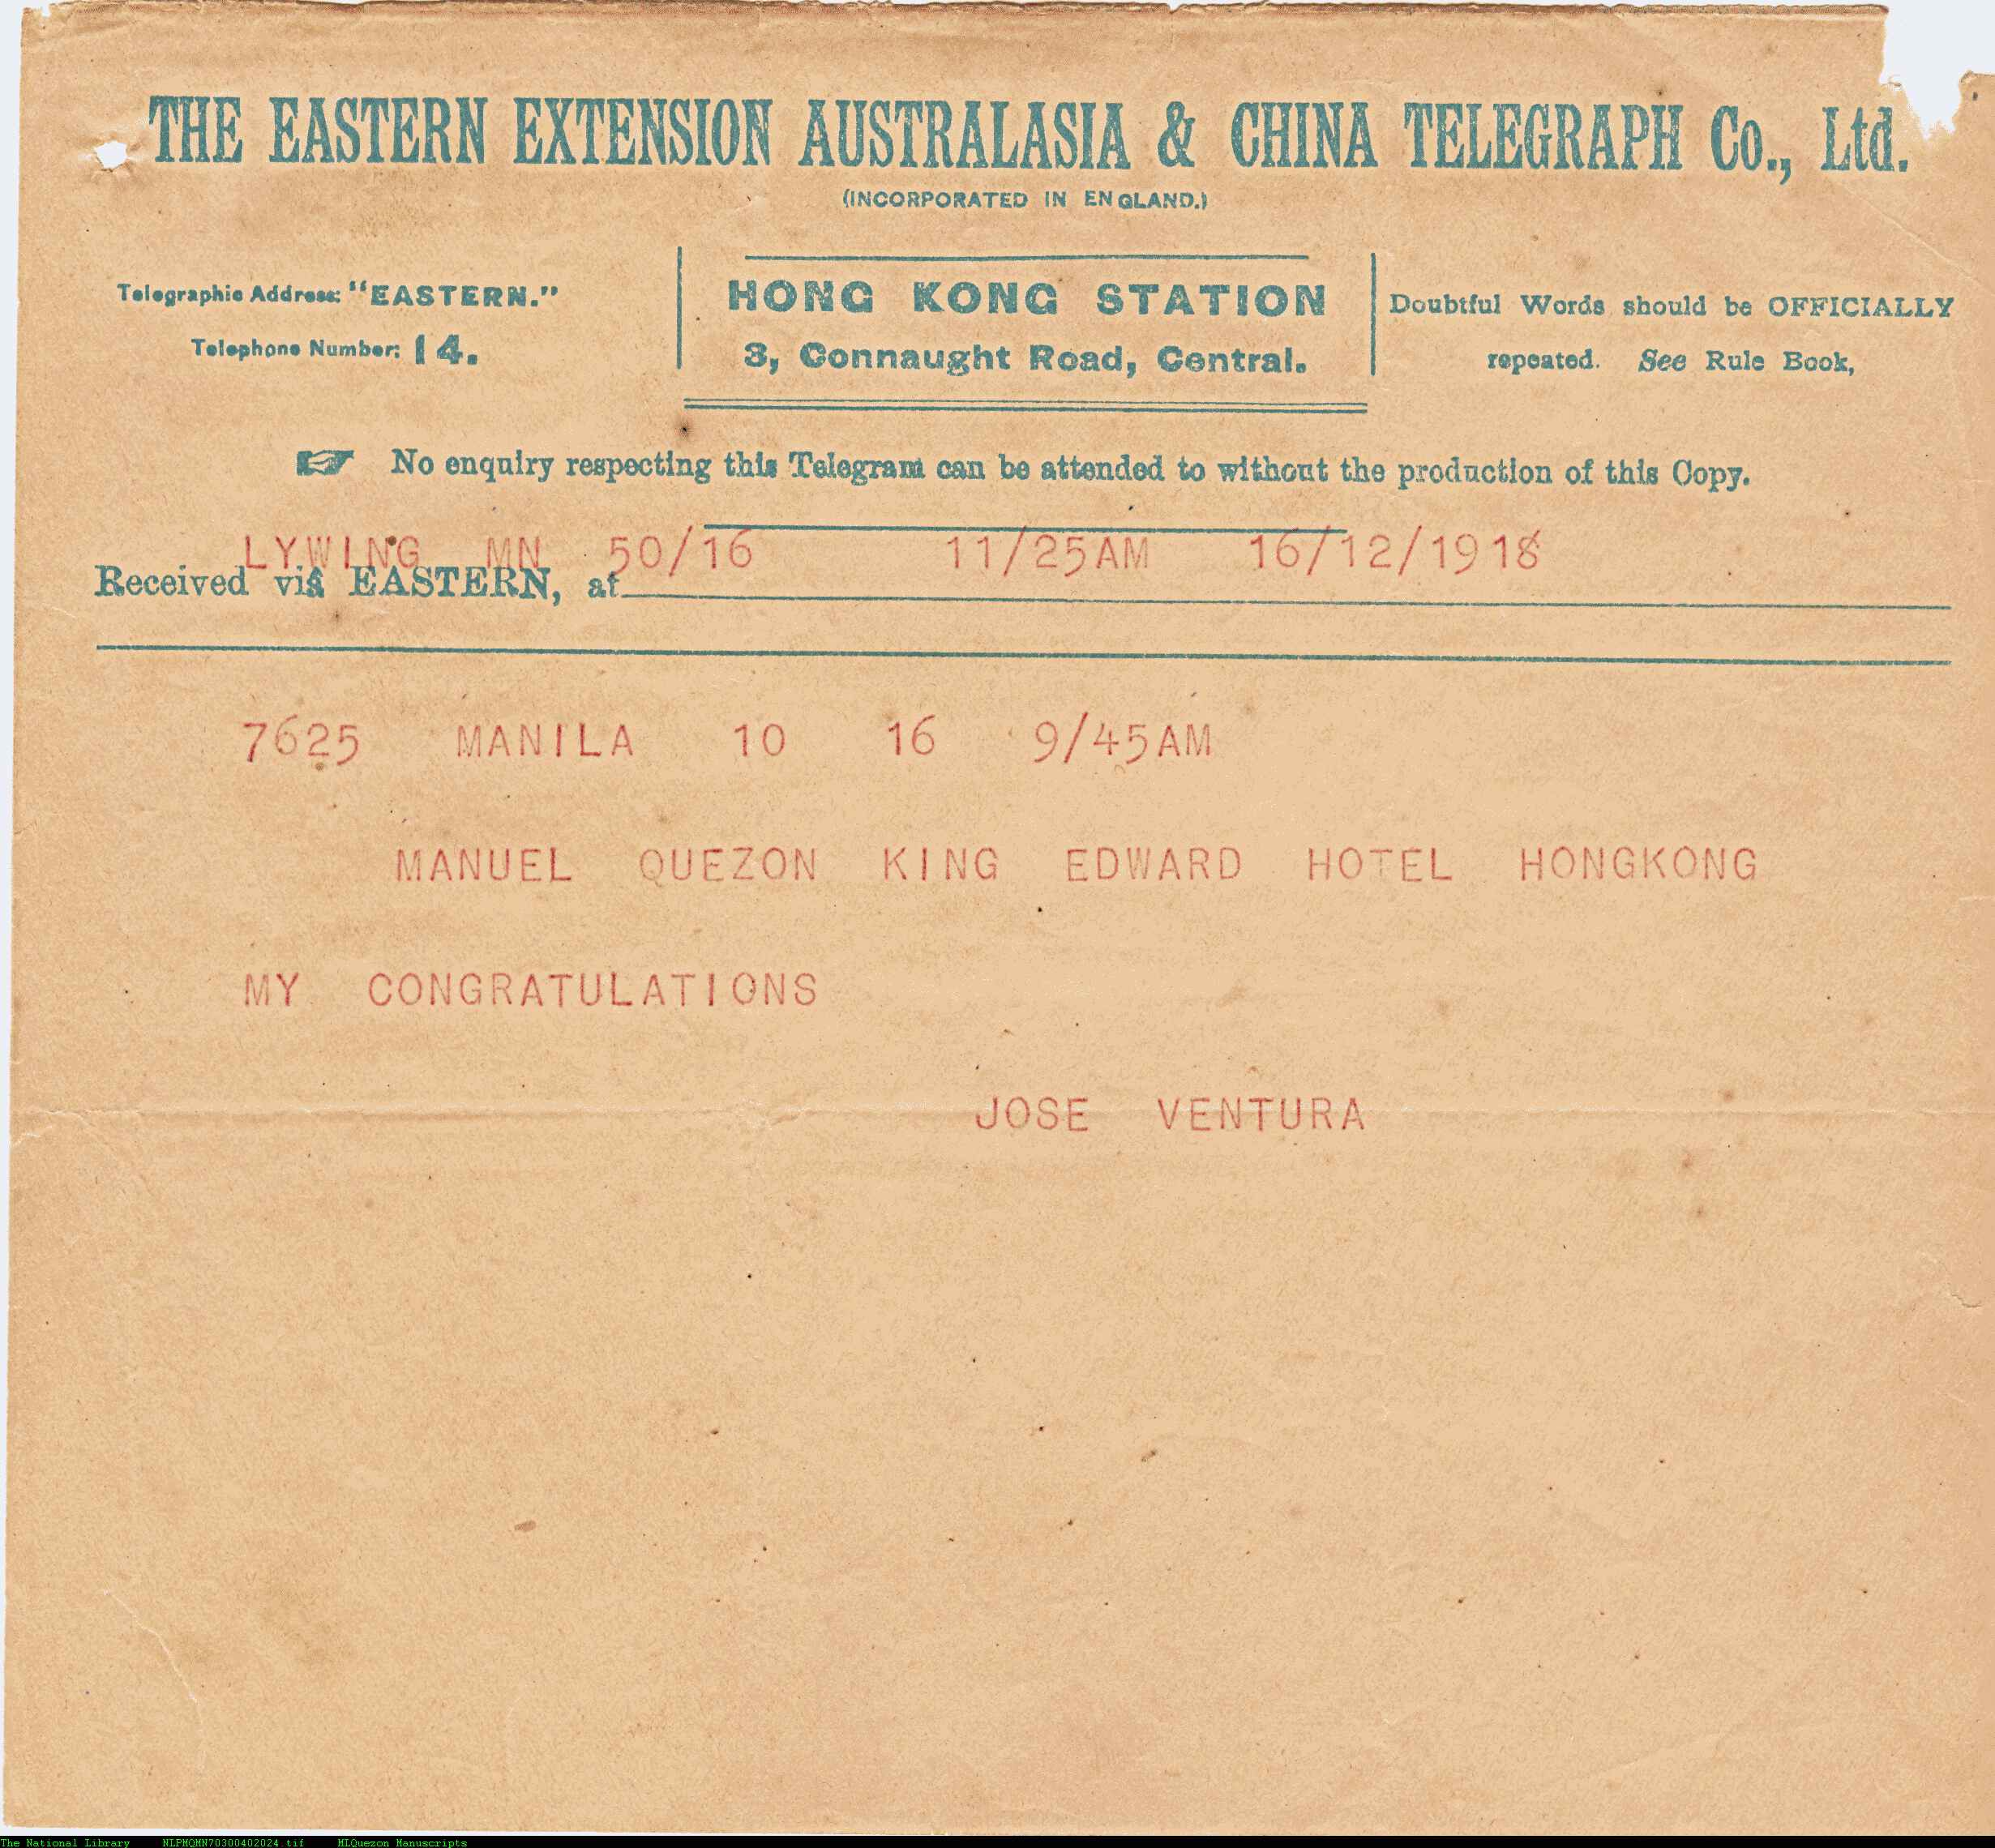 THE EASTERN EXTENSION AUSTRALASIA & CHINA TELEGRAPH Co., Ltd.
(INCORPORATED IN ENGLAND.)
Telegraphic Address: "EASTERN."
Telephone Number: 14.
HONG KONG STATION
3, Connaught Road, Central.
Doubtful Words should be OFFICIALLY
repeated. See Rule Book,
☞ No enquiry respecting this Telegram can be attended to without the production of this Copy.
LYWING MN 50/16 11/25AM 16/12/1918
Received viâ EASTERN, at
7625 MANILA 10 16 9/45AM
MANUEL QUEZON KING EDWARD HOTEL HONGKONG
MY CONGRATULATIONS
JOSE VENTURA
The National Library NLPMQMN70300402024.tif MLQuezon Manuscripts